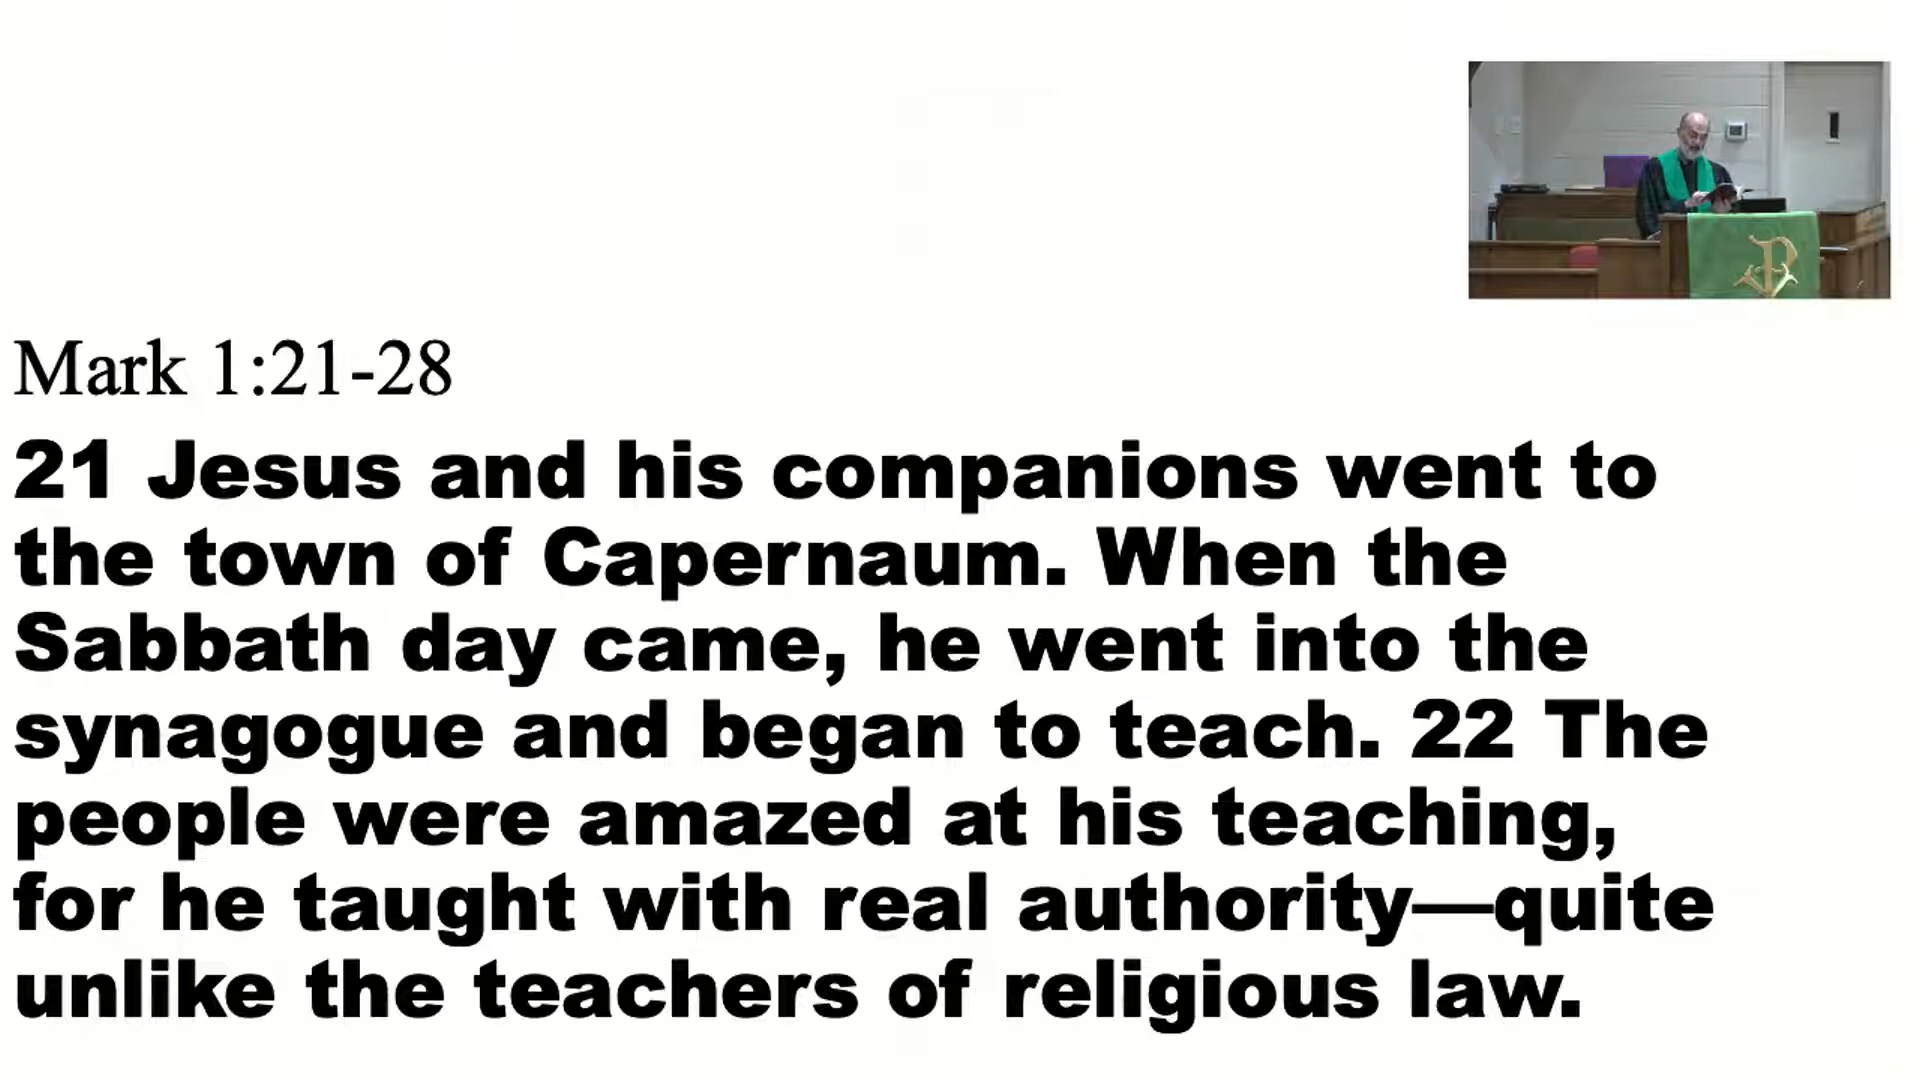 Mark 1:21-28
21 Jesus and his companions went to
the town of Capernaum. When the
Sabbath day came, he went into the
synagogue and began to teach. 22 The
people were amazed at his teaching,
for he taught with real authority—quite
unlike the teachers of religious law.